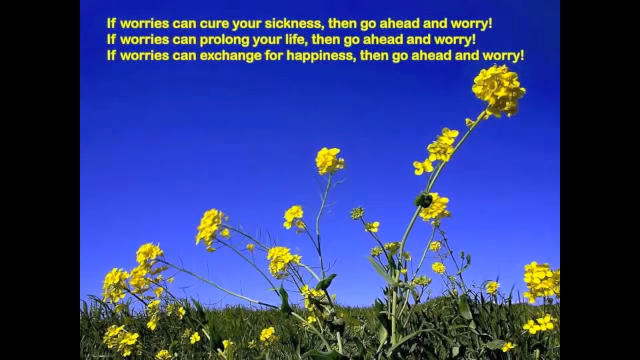 If worries can cure your sickness, then go ahead and worry!
If worries can prolong your life, then go ahead and worry!
If worries can exchange for happiness, then go ahead and worry!